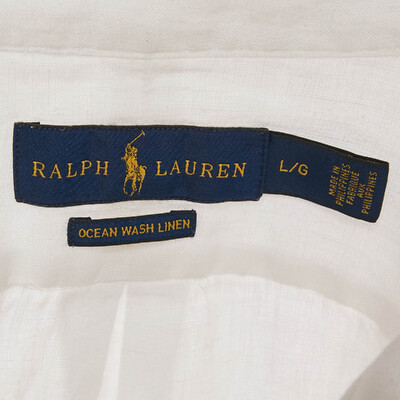 RALPH LAUREN
L/G
MADE IN
PHILIPPINES
FABRIQUÉ
AUX
PHILIPPINES
OCEAN WASH LINEN